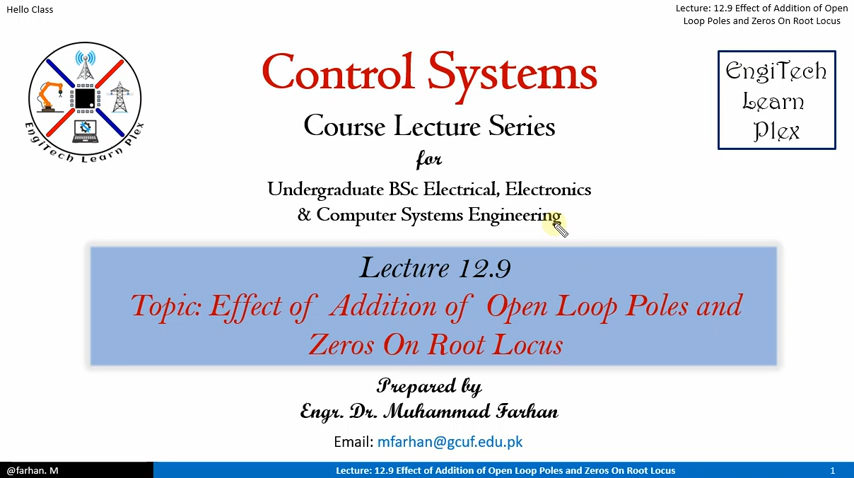 Hello Class
Lecture: 12.9 Effect of Addition of Open
Loop Poles and Zeros On Root Locus
EngiTech Learn Plex
Control Systems
EngiTech
Learn
Plex
Course Lecture Series
for
Undergraduate BSc Electrical, Electronics
& Computer Systems Engineering
Lecture 12.9
Topic: Effect of Addition of Open Loop Poles and
Zeros On Root Locus
Prepared by
Engr. Dr. Muhammad Farhan
Email: mfarhan@gcuf.edu.pk
@farhan. M
Lecture: 12.9 Effect of Addition of Open Loop Poles and Zeros On Root Locus
1